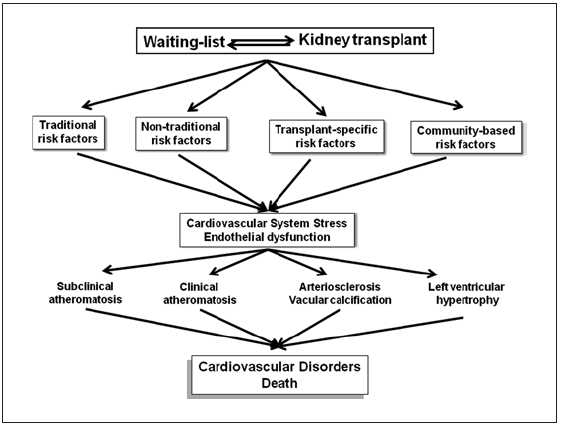 Waiting-list Kidney transplant
Traditional
risk factors
Non-traditional
risk factors
Transplant-specific
risk factors
Community-based
risk factors
Cardiovascular System Stress
Endothelial dysfunction
Subclinical
atheromatosis
Clinical
atheromatosis
Arteriosclerosis
Vacular calcification
Left ventricular
hypertrophy
Cardiovascular Disorders
Death